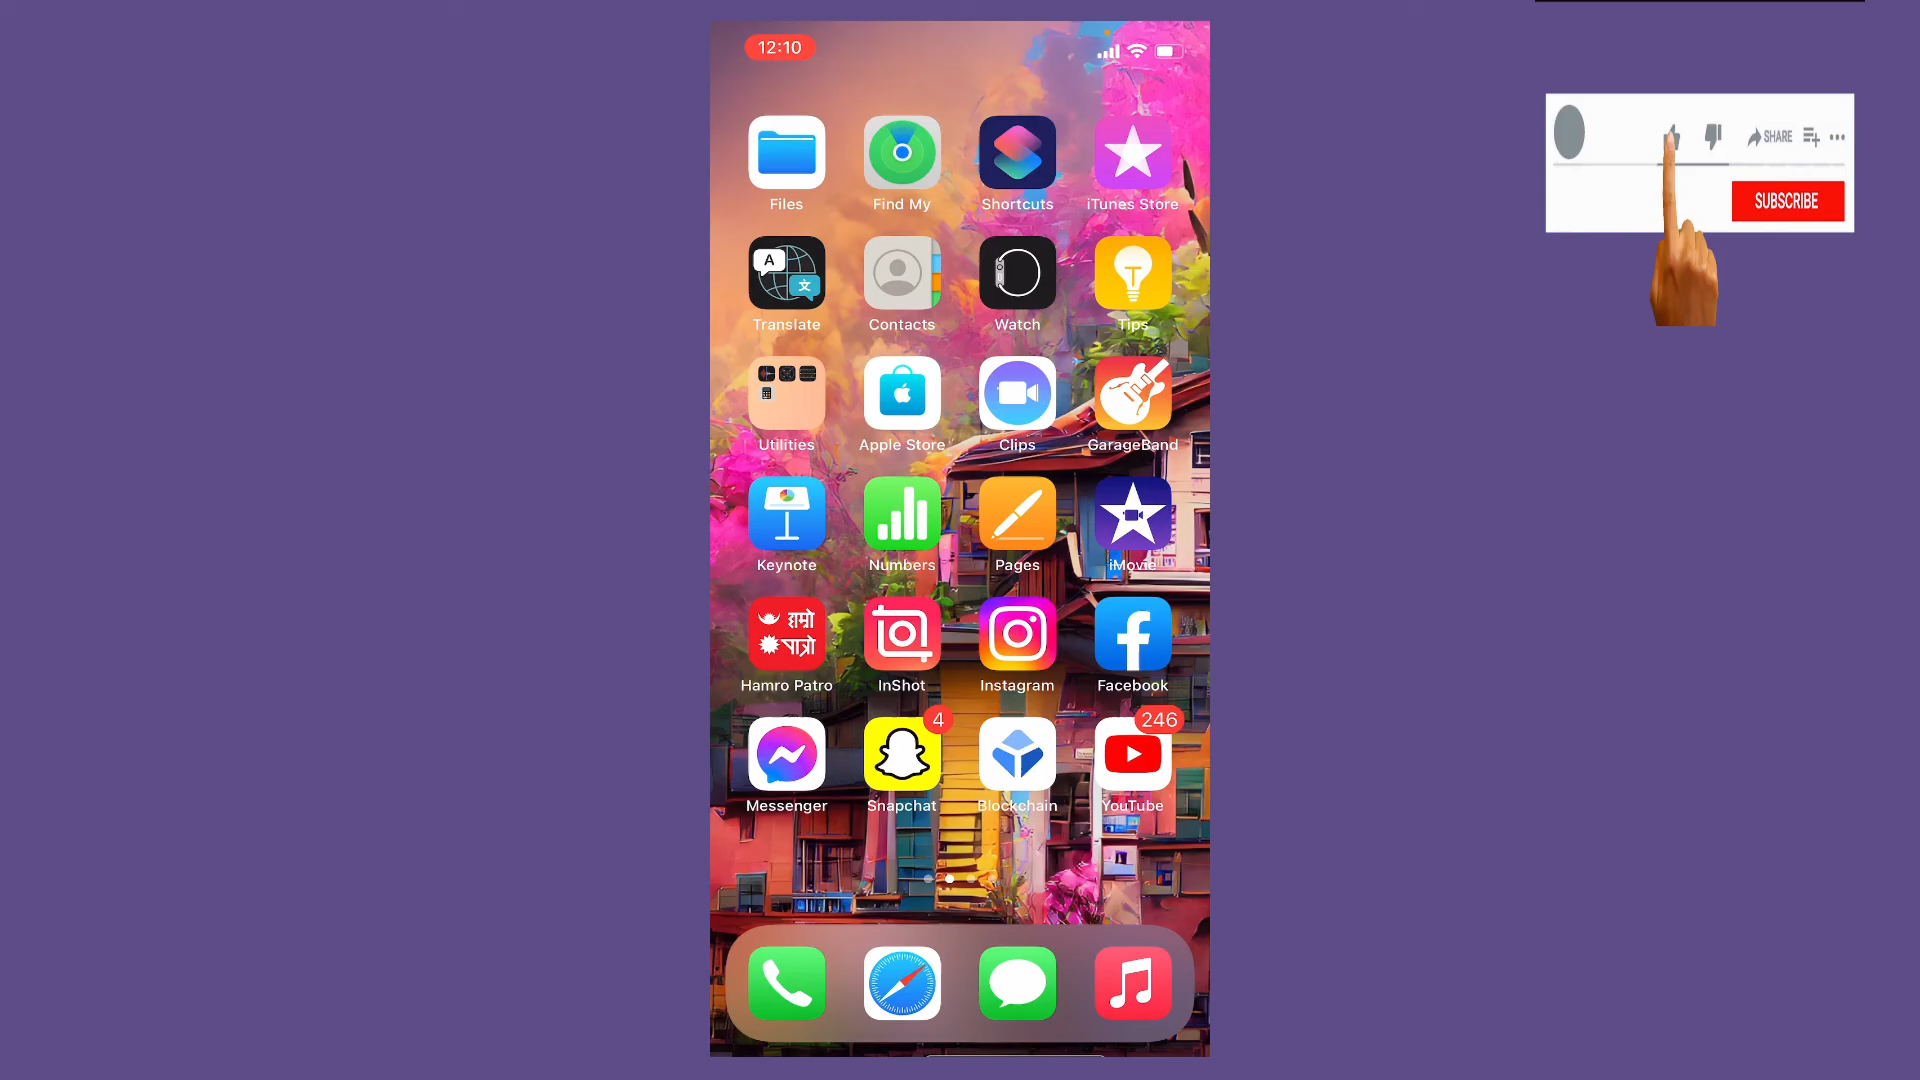 12:10
Files Find My Shortcuts iTunes Store
A 文
Translate Contacts Watch Tips
Utilities Apple Store Clips GarageBand
Keynote Numbers Pages iMovie
हाम्रो
पात्रो
Hamro Patro InShot Instagram Facebook
4 246
Messenger Snapchat Blockchain YouTube
SHARE
SUBSCRIBE